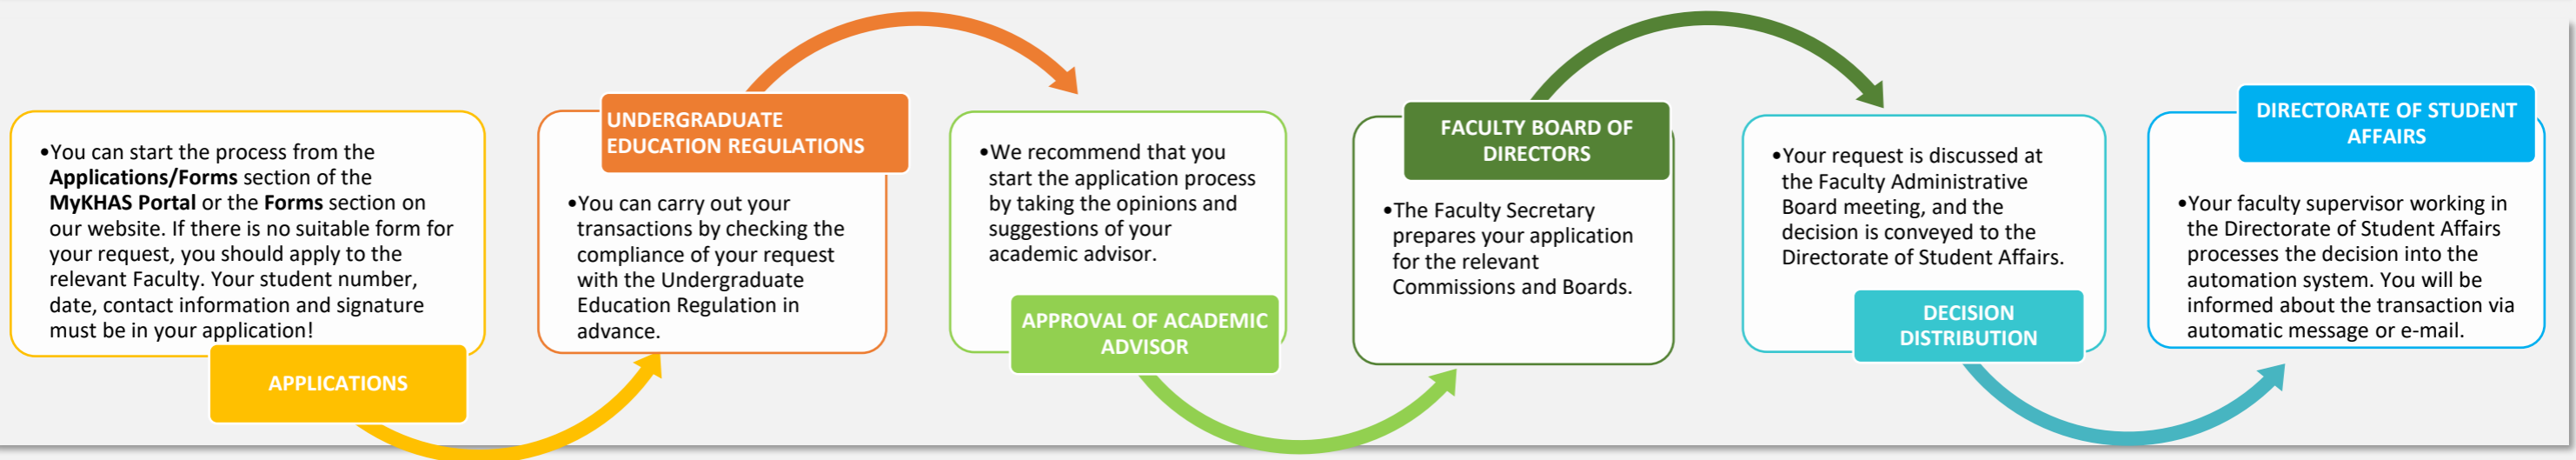 •You can start the process from the
Applications/Forms section of the
MyKHAS Portal or the Forms section on
our website. If there is no suitable form for
your request, you should apply to the
relevant Faculty. Your student number,
date, contact information and signature
must be in your application!
APPLICATIONS
UNDERGRADUATE
EDUCATION REGULATIONS
•You can carry out your
transactions by checking the
compliance of your request
with the Undergraduate
Education Regulation in
advance.
•We recommend that you
start the application process
by taking the opinions and
suggestions of your
academic advisor.
APPROVAL OF ACADEMIC
ADVISOR
FACULTY BOARD OF
DIRECTORS
•The Faculty Secretary
prepares your application
for the relevant
Commissions and Boards.
•Your request is discussed at
the Faculty Administrative
Board meeting, and the
decision is conveyed to the
Directorate of Student Affairs.
DECISION
DISTRIBUTION
DIRECTORATE OF STUDENT
AFFAIRS
•Your faculty supervisor working in
the Directorate of Student Affairs
processes the decision into the
automation system. You will be
informed about the transaction via
automatic message or e-mail.